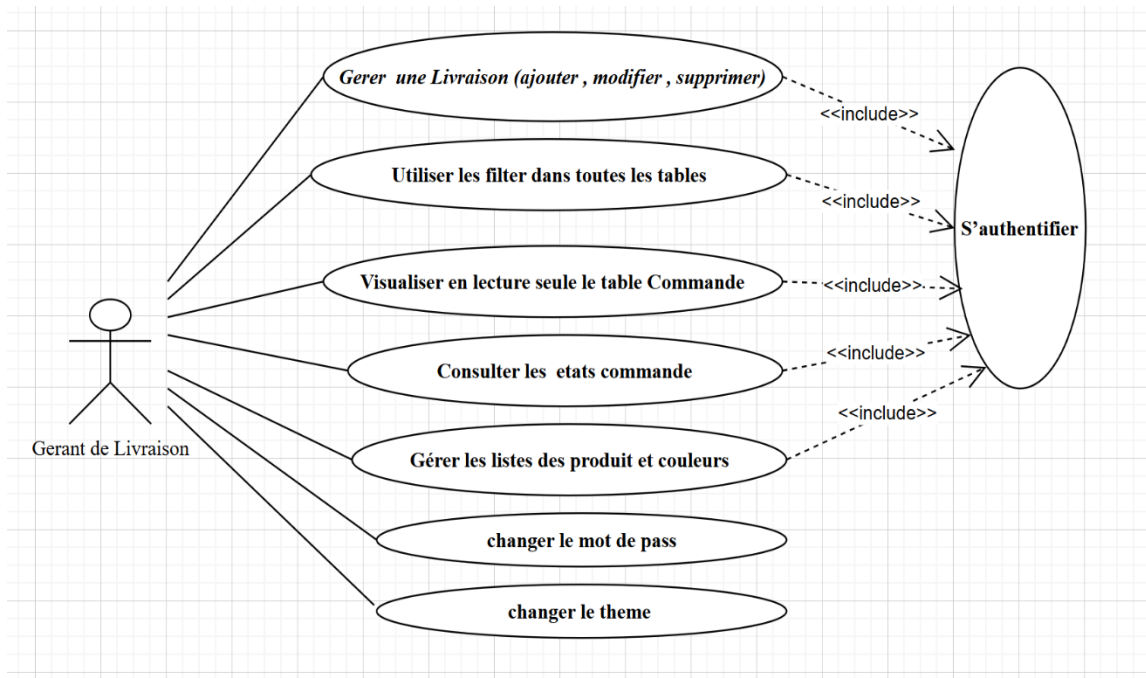 Gerer une Livraison (ajouter , modifier , supprimer)
<<include>>
Utiliser les filter dans toutes les tables
<<include>>
S'authentifier
Visualiser en lecture seule le table Commande
<<include>>
Consulter les etats commande
<<include>>
<<include>>
Gerant de Livraison
Gérer les listes des produit et couleurs
changer le mot de pass
changer le theme